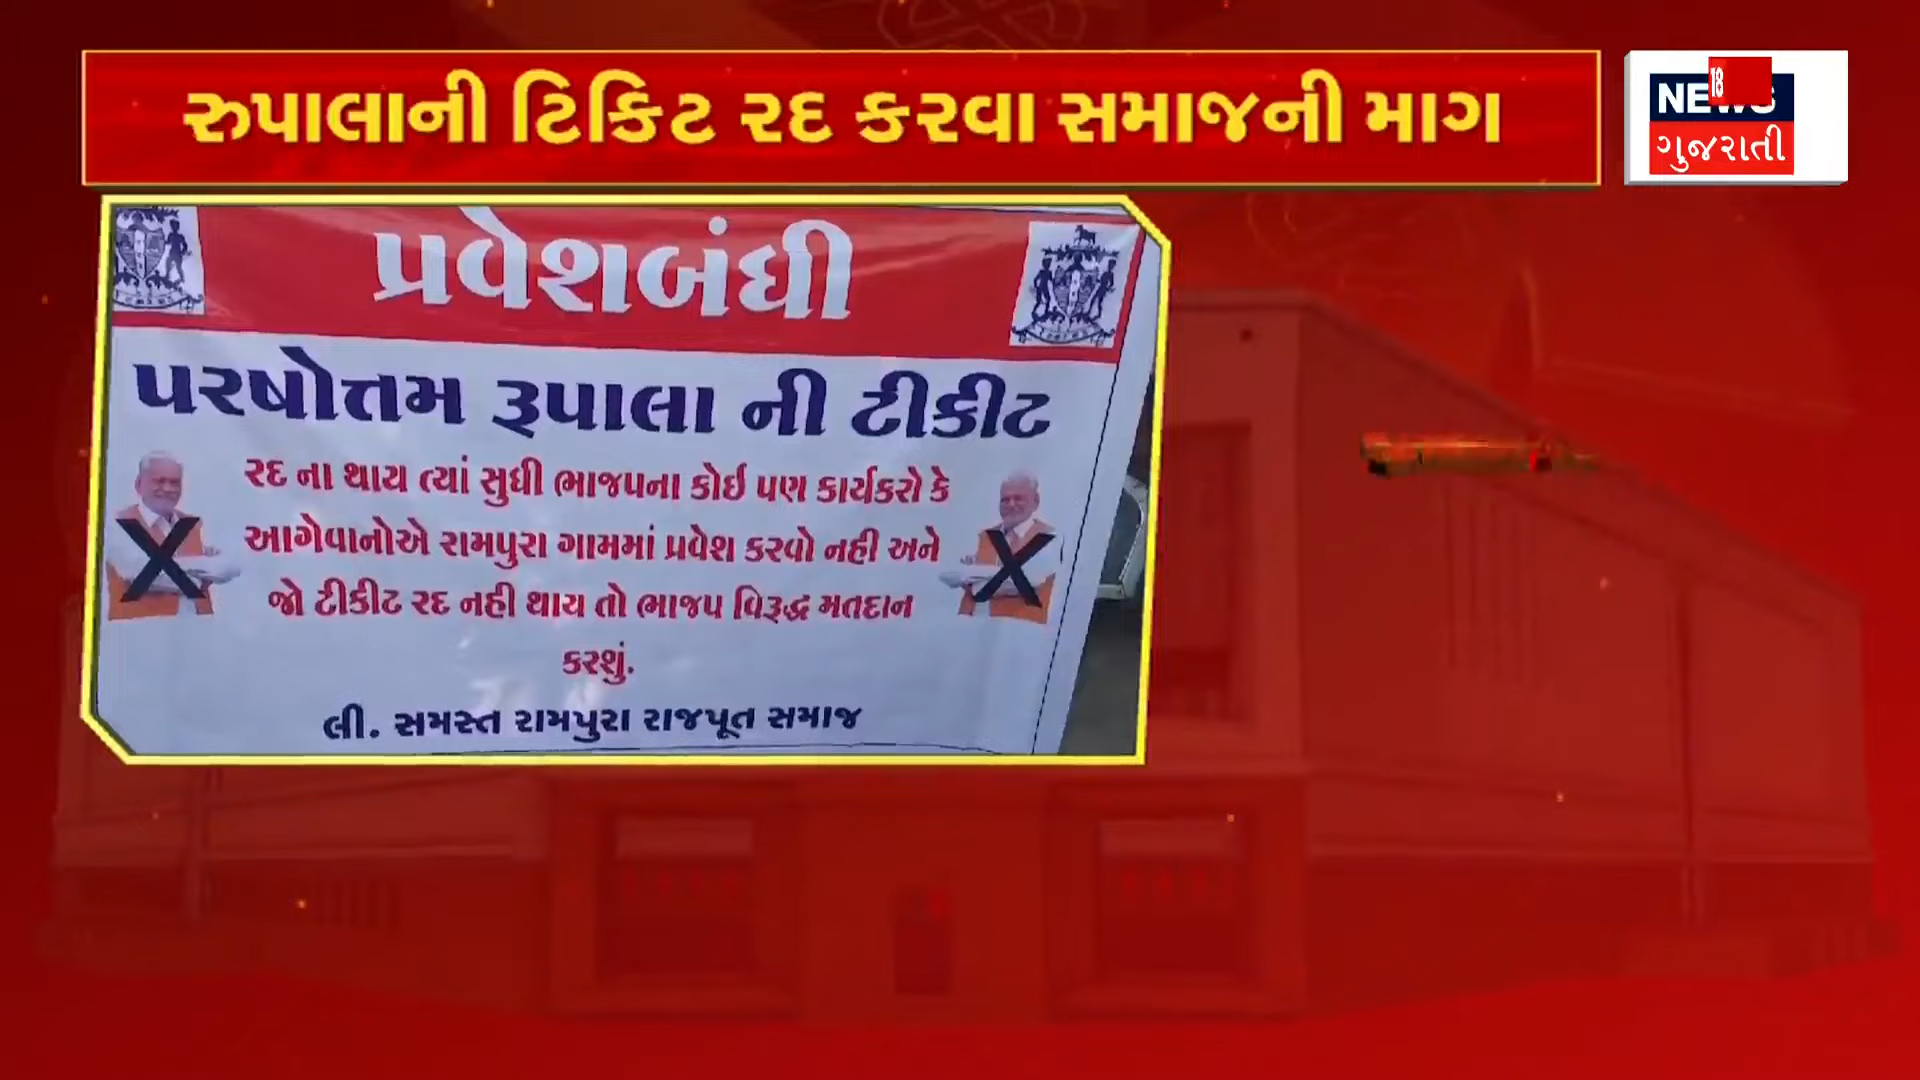 રુપાલાની ટિકિટ રદ કરવા સમાજની માગ
NEWS
18
ગુજરાતી
પ્રવેશબંધી
પરષોત્તમ રૂપાલા ની ટીકીટ
રદ ના થાય ત્યાં સુધી ભાજપના કોઈ પણ કાર્યકરો કે
આગેવાનોએ રામપુરા ગામમાં પ્રવેશ કરવો નહી અને
જો ટીકીટ રદ નહી થાય તો ભાજપ વિરૂદ્ધ મતદાન
કરશું.
લી. સમસ્ત રામપુરા રાજપૂત સમાજ